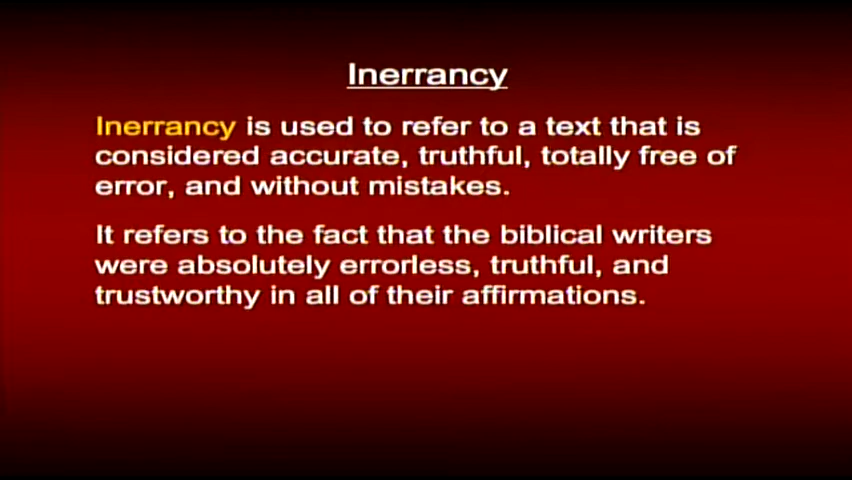 Inerrancy
Inerrancy is used to refer to a text that is
considered accurate, truthful, totally free of
error, and without mistakes.
It refers to the fact that the biblical writers
were absolutely errorless, truthful, and
trustworthy in all of their affirmations.